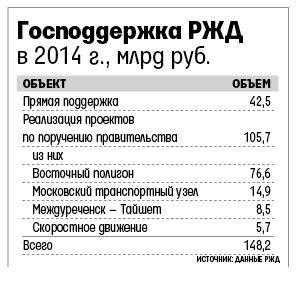 Господдержка РЖД
в 2014 г., млрд руб.
ОБЪЕКТ ОБЪЕМ
Прямая поддержка 42,5
Реализация проектов
по поручению правительства 105,7
из них
Восточный полигон 76,6
Московский транспортный узел 14,9
Междуреченск – Тайшет 8,5
Скоростное движение 5,7
Всего 148,2
ИСТОЧНИК: ДАННЫЕ РЖД